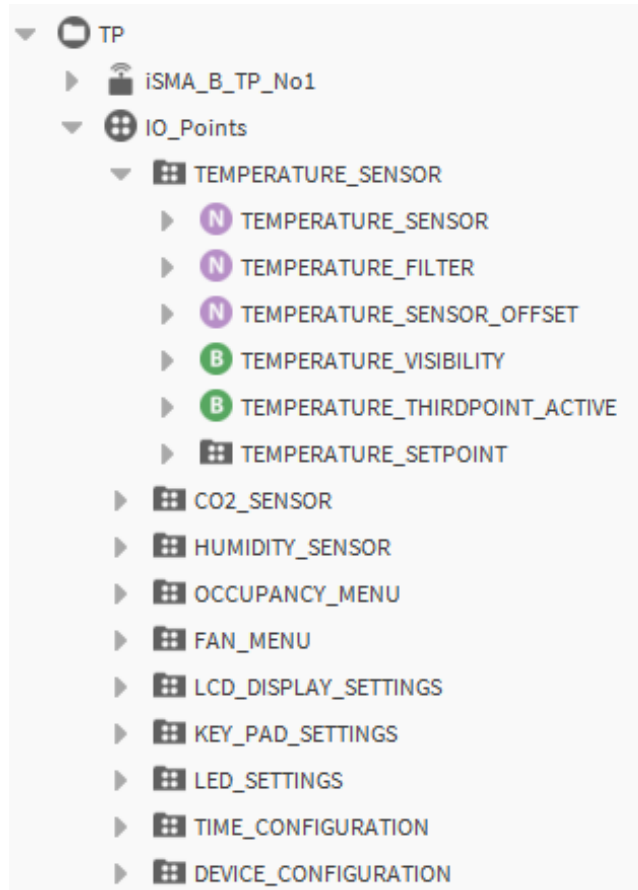 TP
iSMA_B_TP_No1
IO_Points
TEMPERATURE_SENSOR
N TEMPERATURE_SENSOR
N TEMPERATURE_FILTER
N TEMPERATURE_SENSOR_OFFSET
B TEMPERATURE_VISIBILITY
B TEMPERATURE_THIRDPOINT_ACTIVE
TEMPERATURE_SETPOINT
CO2_SENSOR
HUMIDITY_SENSOR
OCCUPANCY_MENU
FAN_MENU
LCD_DISPLAY_SETTINGS
KEY_PAD_SETTINGS
LED_SETTINGS
TIME_CONFIGURATION
DEVICE_CONFIGURATION